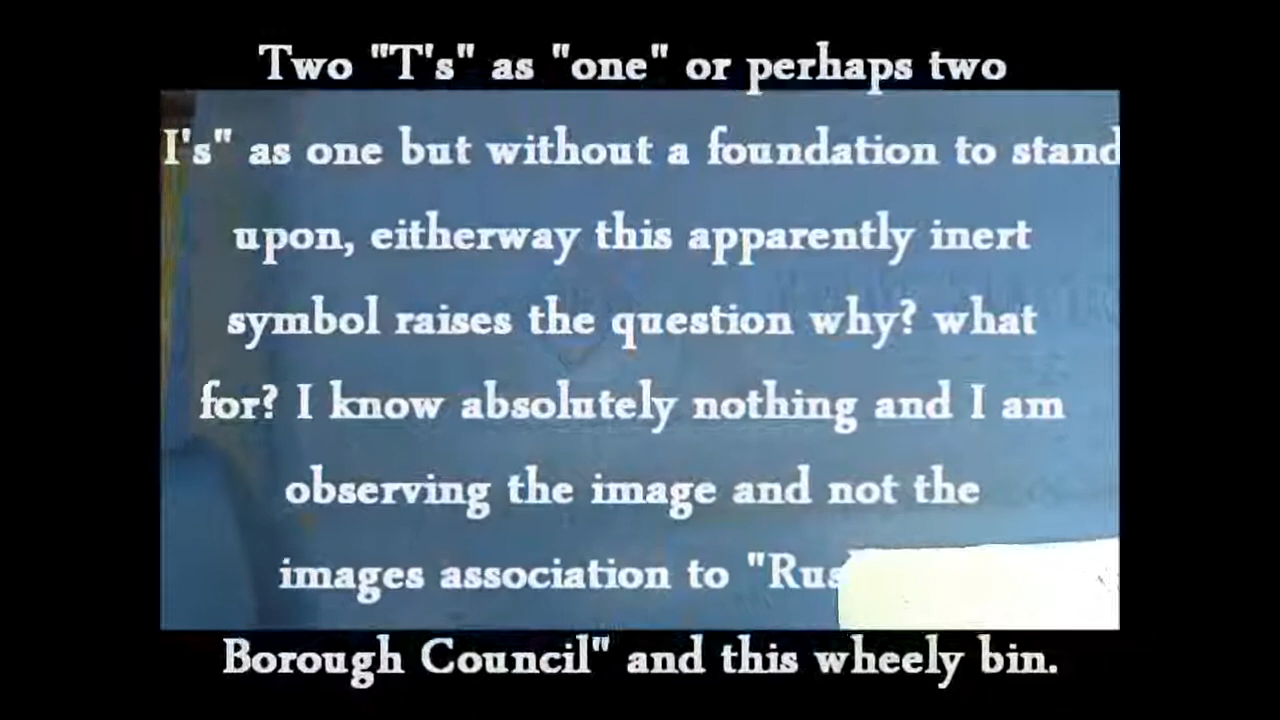 Two "T's" as "one" or perhaps two
I's" as one but without a foundation to stand
upon, eitherway this apparently inert
symbol raises the question why? what
for? I know absolutely nothing and I am
observing the image and not the
images association to
Borough Council" and this wheely bin.